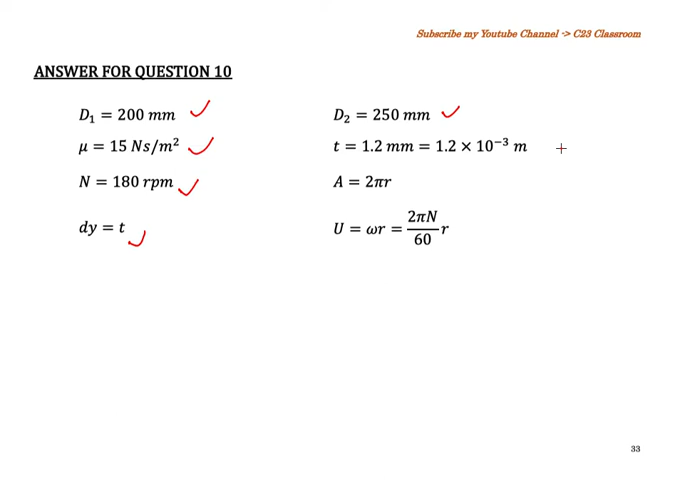 Subscribe my Youtube Channel -> C23 Classroom
ANSWER FOR QUESTION 10
D₁ = 200 mm
D₂ = 250 mm
μ = 15 Ns/m²
t = 1.2 mm = 1.2 × 10⁻³ m
N = 180 rpm
A = 2πr
dy = t
U = ωr = 2πN/60 r
33